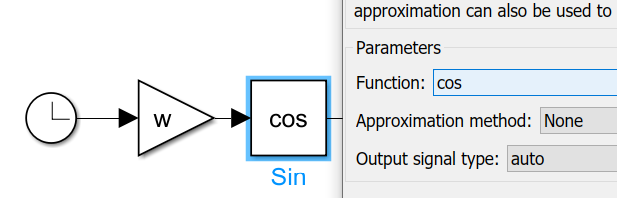 approximation can also be used to
Parameters
Function: cos
Approximation method: None
Output signal type: auto
w
cos
Sin